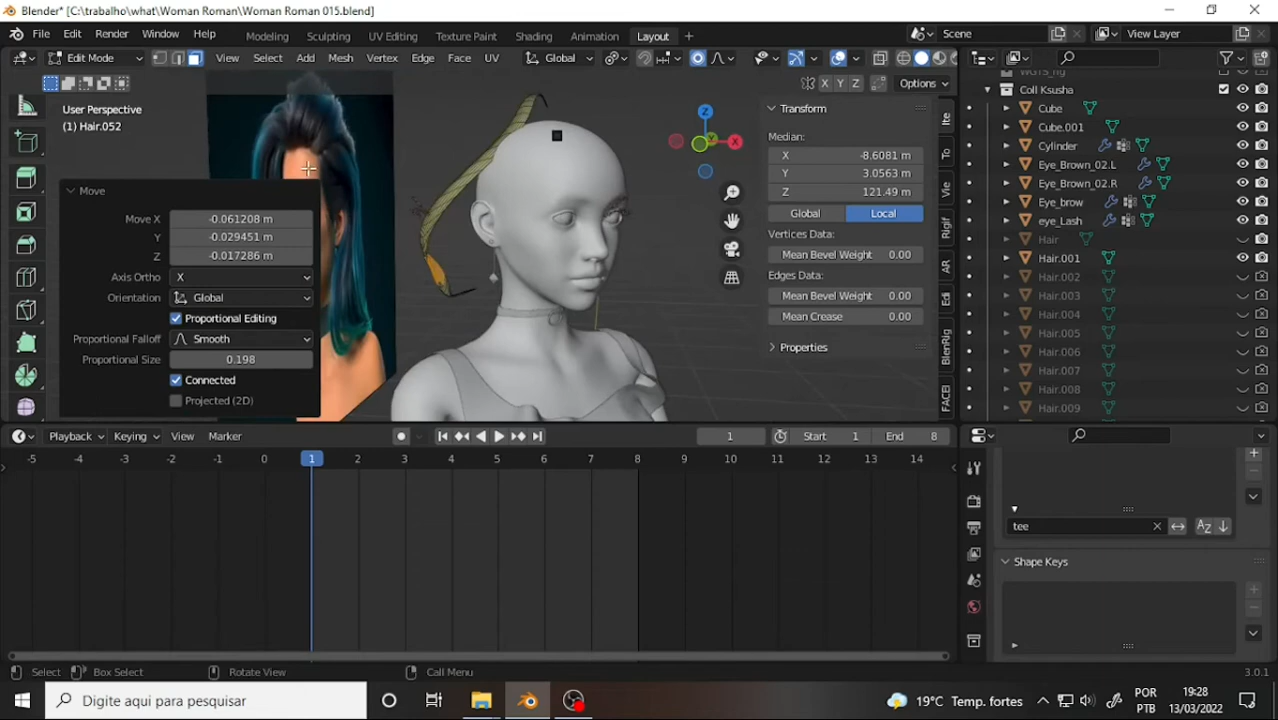 Blender* [C:\trabalho\what\Woman Roman\Woman Roman 015.blend]
File Edit Render Window Help Modeling Sculpting UV Editing Texture Paint Shading Animation Layout Scene View Layer
Edit Mode View Select Add Mesh Vertex Edge Face UV Global
X Y Z Options
WGTS_rig
Coll Ksusha
Cube
Cube.001
Cylinder
Eye_Brown_02.L
Eye_Brown_02.R
Eye_brow
eye_Lash
Hair
Hair.001
Hair.002
Hair.003
Hair.004
Hair.005
Hair.006
Hair.007
Hair.008
Hair.009
User Perspective
(1) Hair.052
Move
Move X -0.061208 m
Y -0.029451 m
Z -0.017286 m
Axis Ortho X
Orientation Global
Proportional Editing
Proportional Falloff Smooth
Proportional Size 0.198
Connected
Projected (2D)
Z
X
Y
Transform
Median:
X -8.6081 m
Y 3.0563 m
Z 121.49 m
Global Local
Vertices Data:
Mean Bevel Weight 0.00
Edges Data:
Mean Bevel Weight 0.00
Mean Crease 0.00
Properties
Ite
To
Vie
Rigif
AR
Edi
BlenRig
FACEI
Playback Keying View Marker 1 Start 1 End 8
-5 -4 -3 -2 -1 0 1 2 3 4 5 6 7 8 9 10 11 12 13 14
tee
Shape Keys
Select Box Select Rotate View Call Menu 3.0.1
Digite aqui para pesquisar
19°C Temp. fortes
POR
PTB
19:28
13/03/2022